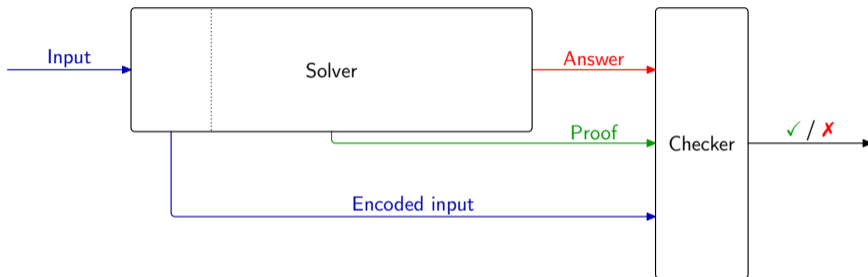 Input
Solver
Answer
Proof
Checker
✓ / ✗
Encoded input